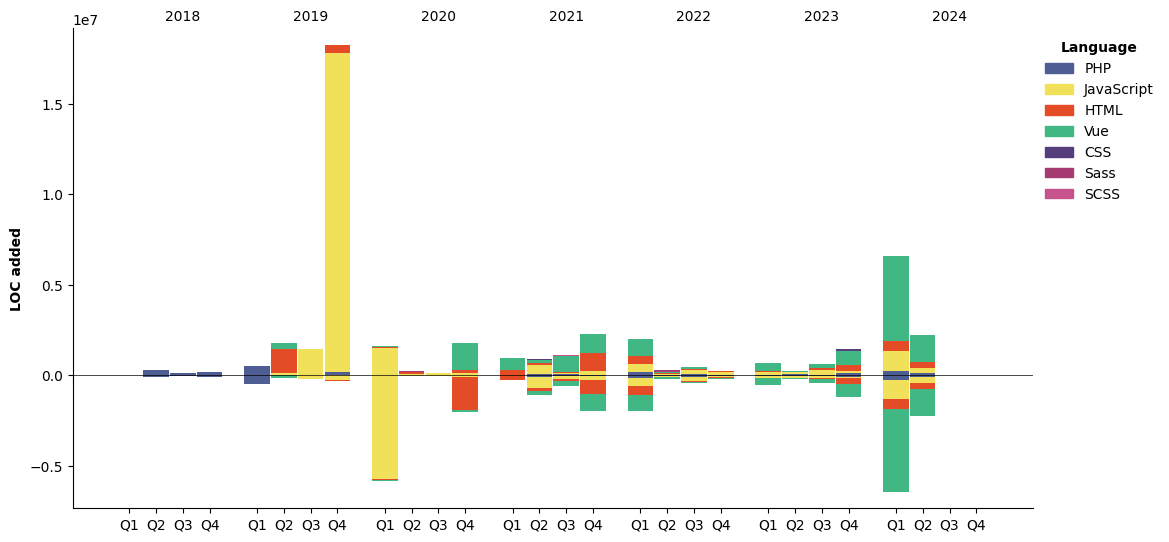 1e7
2018 2019 2020 2021 2022 2023 2024
Language
PHP
JavaScript
HTML
Vue
CSS
Sass
SCSS
LOC added
1.5
1.0
0.5
0.0
−0.5
Q1 Q2 Q3 Q4 Q1 Q2 Q3 Q4 Q1 Q2 Q3 Q4 Q1 Q2 Q3 Q4 Q1 Q2 Q3 Q4 Q1 Q2 Q3 Q4 Q1 Q2 Q3 Q4